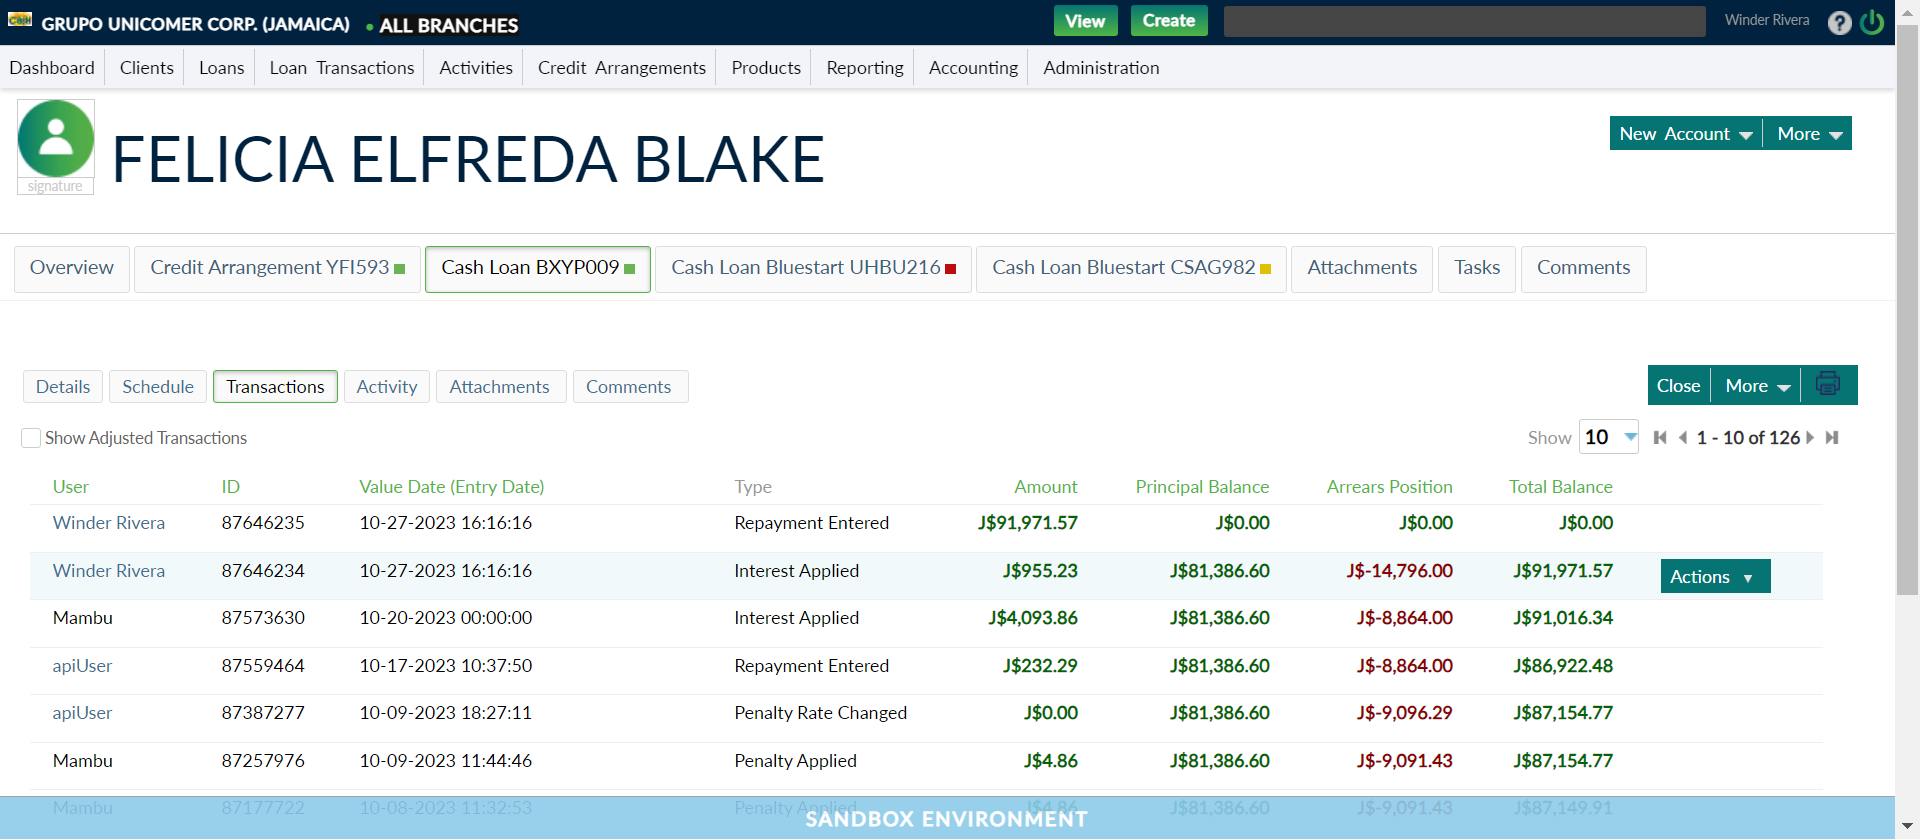 GRUPO UNICOMER CORP. (JAMAICA) • ALL BRANCHES View Create Winder Rivera ?
Dashboard Clients Loans Loan Transactions Activities Credit Arrangements Products Reporting Accounting Administration
FELICIA ELFREDA BLAKE
signature
New Account More
Overview Credit Arrangement YFI593 Cash Loan BXYP009 Cash Loan Bluestart UHBU216 Cash Loan Bluestart CSAG982 Attachments Tasks Comments
Details Schedule Transactions Activity Attachments Comments Close More
Show Adjusted Transactions Show 10 1 - 10 of 126
User ID Value Date (Entry Date) Type Amount Principal Balance Arrears Position Total Balance
Winder Rivera 87646235 10-27-2023 16:16:16 Repayment Entered J$91,971.57 J$0.00 J$0.00 J$0.00
Winder Rivera 87646234 10-27-2023 16:16:16 Interest Applied J$955.23 J$81,386.60 J$-14,796.00 J$91,971.57 Actions
Mambu 87573630 10-20-2023 00:00:00 Interest Applied J$4,093.86 J$81,386.60 J$-8,864.00 J$91,016.34
apiUser 87559464 10-17-2023 10:37:50 Repayment Entered J$232.29 J$81,386.60 J$-8,864.00 J$86,922.48
apiUser 87387277 10-09-2023 18:27:11 Penalty Rate Changed J$0.00 J$81,386.60 J$-9,096.29 J$87,154.77
Mambu 87257976 10-09-2023 11:44:46 Penalty Applied J$4.86 J$81,386.60 J$-9,091.43 J$87,154.77
Mambu 87177722 10-08-2023 11:32:53 Penalty Applied J$4.86 J$81,386.60 J$-9,091.43 J$87,149.91
SANDBOX ENVIRONMENT